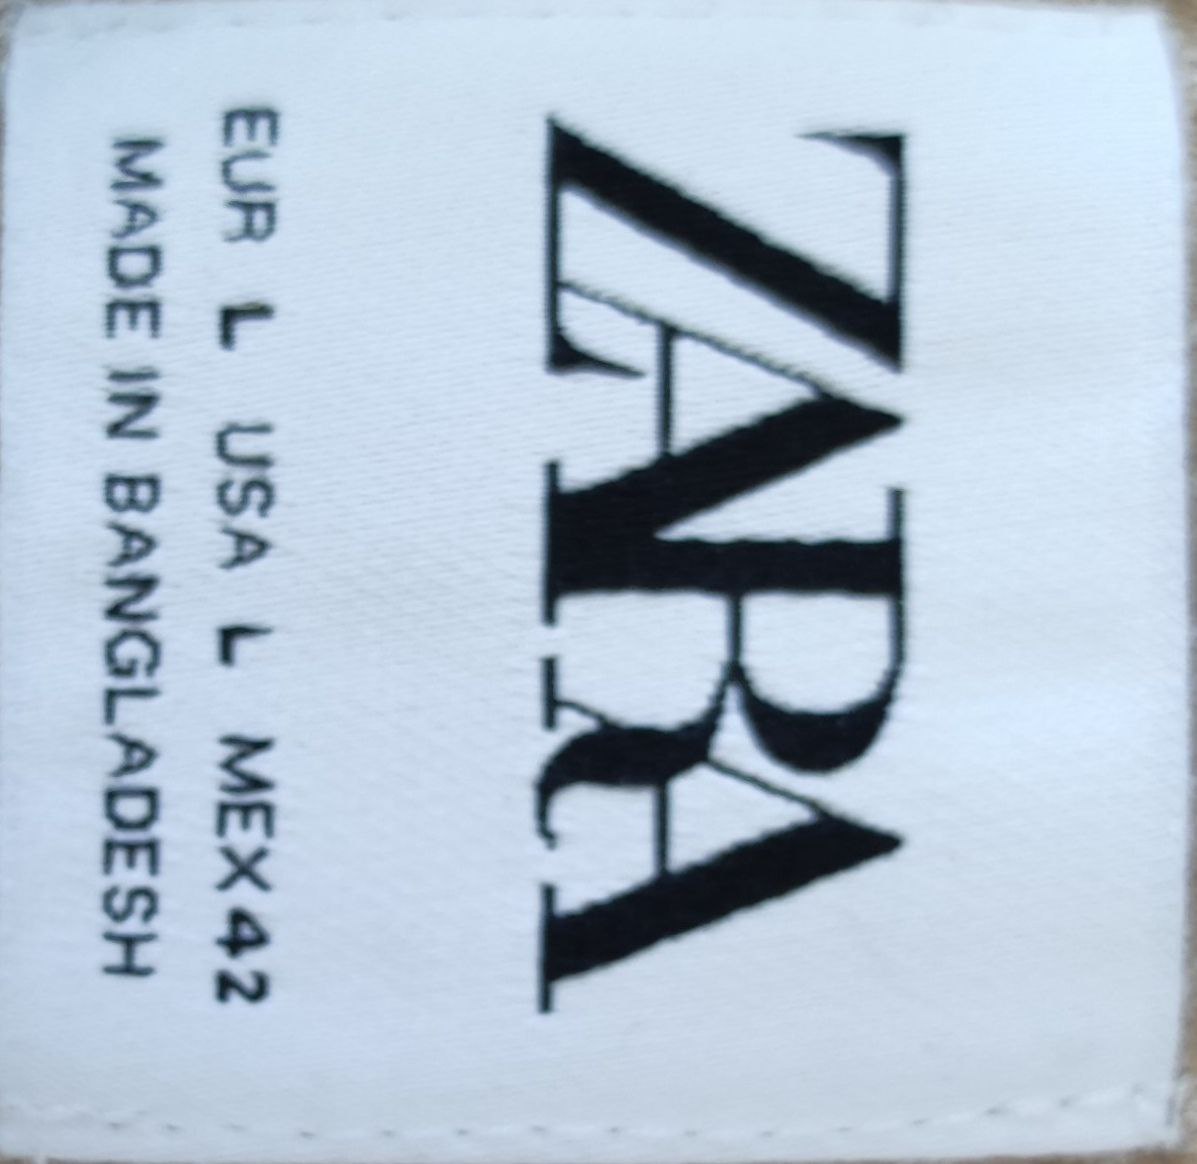 ZARA
EUR L USA L MEX 42
MADE IN BANGLADESH